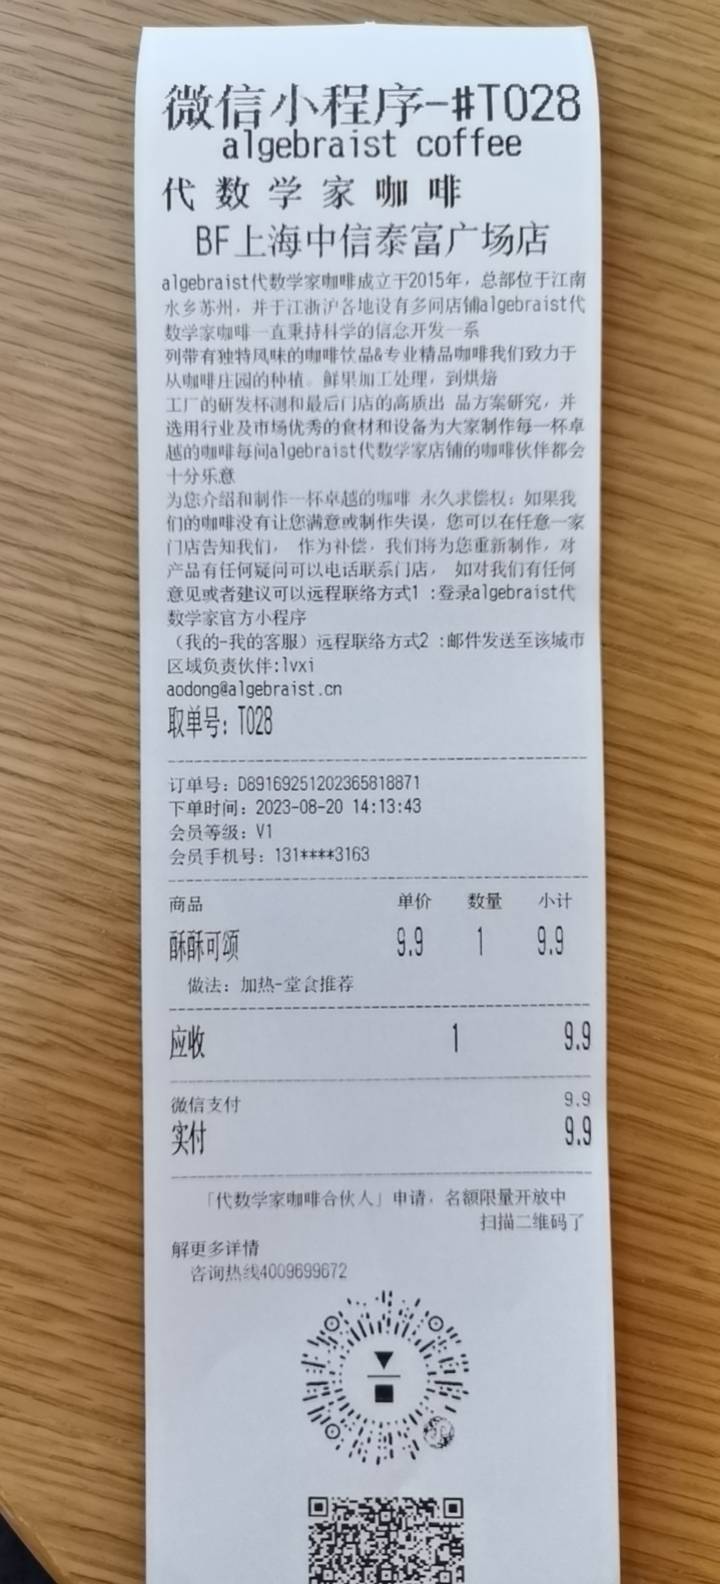 微信小程序-#T028
algebraist coffee
代数学家咖啡
BF上海中信泰富广场店
algebraist代数学家咖啡成立于2015年，总部位于江南
水乡苏州，并于江浙沪各地设有多间店铺algebraist代
数学家咖啡一直秉持科学的信念开发一系
列带有独特风味的咖啡饮品&专业精品咖啡我们致力于
从咖啡庄园的种植。鲜果加工处理，到烘焙
工厂的研发杯测和最后门店的高质出 品方案研究，并
选用行业及市场优秀的食材和设备为大家制作每一杯卓
越的咖啡每间algebraist代数学家店铺的咖啡伙伴都会
十分乐意
为您介绍和制作一杯卓越的咖啡 永久求偿权：如果我
们的咖啡没有让您满意或制作失误，您可以在任意一家
门店告知我们， 作为补偿，我们将为您重新制作，对
产品有任何疑问可以电话联系门店， 如对我们有任何
意见或者建议可以远程联络方式1 :登录algebraist代
数学家官方小程序
（我的-我的客服）远程联络方式2 :邮件发送至该城市
区域负责伙伴:lvxi
aodong@algebraist.cn
取单号：T028
订单号：D89169251202365818871
下单时间：2023-08-20 14:13:43
会员等级：V1
会员手机号：131****3163
商品 单价 数量 小计
酥酥可颂 9.9 1 9.9
做法：加热-堂食推荐
应收 1 9.9
微信支付 9.9
实付 9.9
「代数学家咖啡合伙人」申请，名额限量开放中
扫描二维码了
解更多详情
咨询热线4009699672